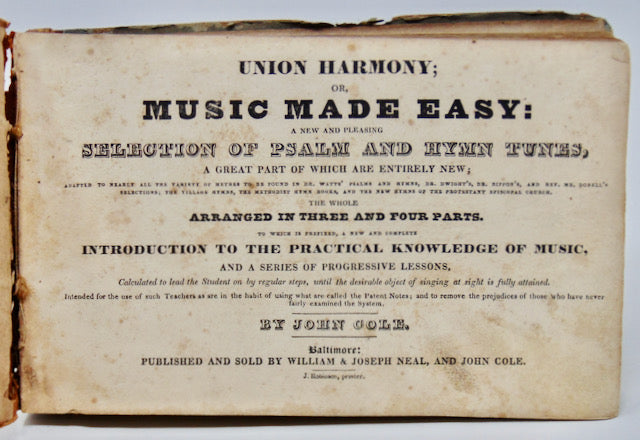 UNION HARMONY;
OR,
MUSIC MADE EASY:
A NEW AND PLEASING
SELECTION OF PSALM AND HYMN TUNES,
A GREAT PART OF WHICH ARE ENTIRELY NEW;
ADAPTED TO NEARLY ALL THE VARIETY OF METRES TO BE FOUND IN DR. WATTS' PSALMS AND HYMNS, DR. DWIGHT'S, DR. RIPPON'S, AND REV. MR. DOBELL'S
SELECTIONS; THE VILLAGE HYMNS, THE METHODIST HYMN BOOKS, AND THE NEW HYMNS OF THE PROTESTANT EPISCOPAL CHURCH.
THE WHOLE
ARRANGED IN THREE AND FOUR PARTS.
TO WHICH IS PREFIXED, A NEW AND COMPLETE
INTRODUCTION TO THE PRACTICAL KNOWLEDGE OF MUSIC,
AND A SERIES OF PROGRESSIVE LESSONS,
Calculated to lead the Student on by regular steps, until the desirable object of singing at sight is fully attained.
Intended for the use of such Teachers as are in the habit of using what are called the Patent Notes; and to remove the prejudices of those who have never
fairly examined the System.
BY JOHN COLE.
Baltimore:
PUBLISHED AND SOLD BY WILLIAM & JOSEPH NEAL, AND JOHN COLE.
J. Robinson, printer.